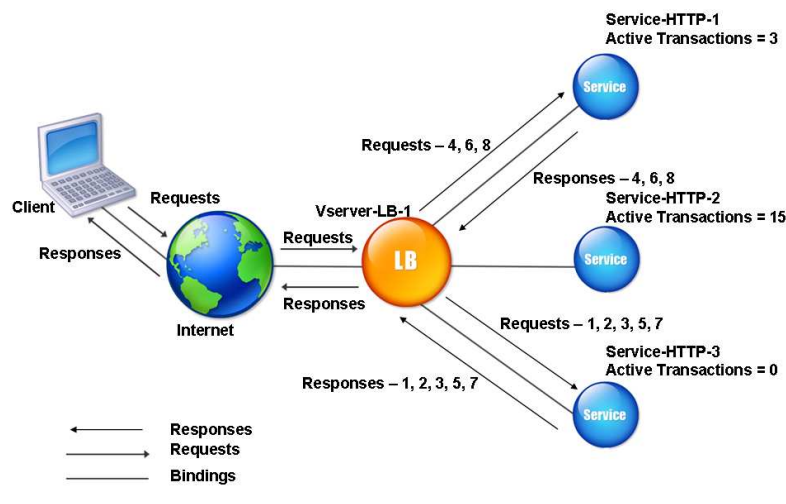 Service-HTTP-1
Active Transactions = 3
Service
Requests – 4, 6, 8
Responses – 4, 6, 8
Client
Requests
Responses
Internet
Vserver-LB-1
Requests
LB
Responses
Service-HTTP-2
Active Transactions = 15
Service
Requests – 1, 2, 3, 5, 7
Responses – 1, 2, 3, 5, 7
Service-HTTP-3
Active Transactions = 0
Service
Responses
Requests
Bindings